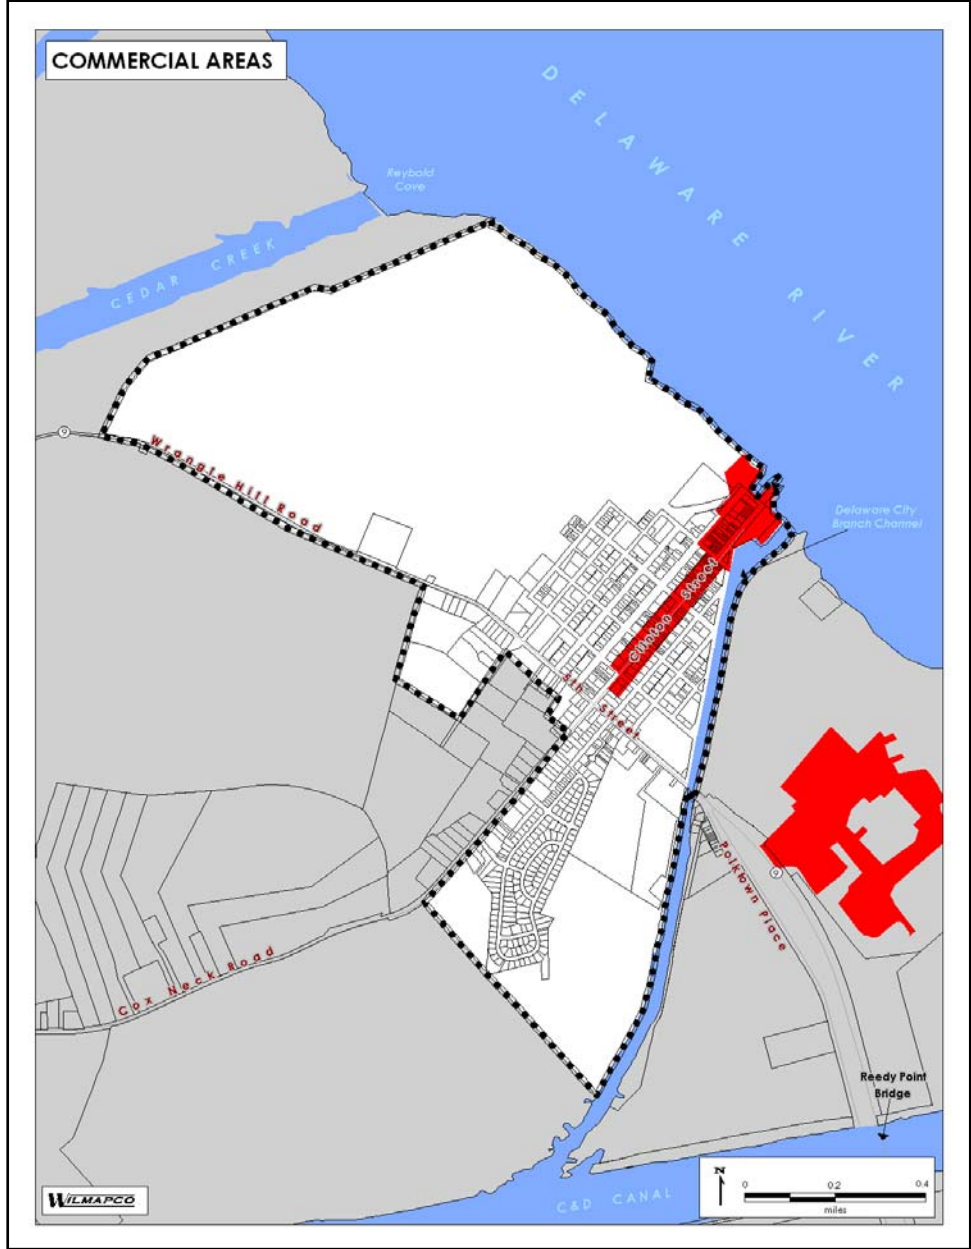 COMMERCIAL AREAS
DELAWARE RIVER
Reybold
Cove
CEDAR CREEK
9
Wrangle Hill Road
Delaware City
Branch Channel
Clinton Street
5th Street
Polktown Place
9
Cox Neck Road
Reedy Point
Bridge
C&D CANAL
WILMAPCO
N
0 0.2 0.4
miles